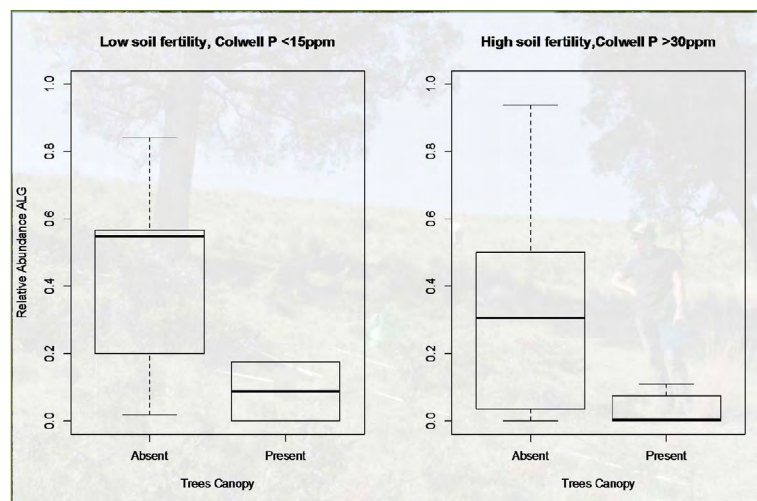 Low soil fertility, Colwell P <15ppm
Relative Abundance ALG
1.0
0.8
0.6
0.4
0.2
0.0
Absent Present
Trees Canopy
High soil fertility,Colwell P >30ppm
1.0
0.8
0.6
0.4
0.2
0.0
Absent Present
Trees Canopy